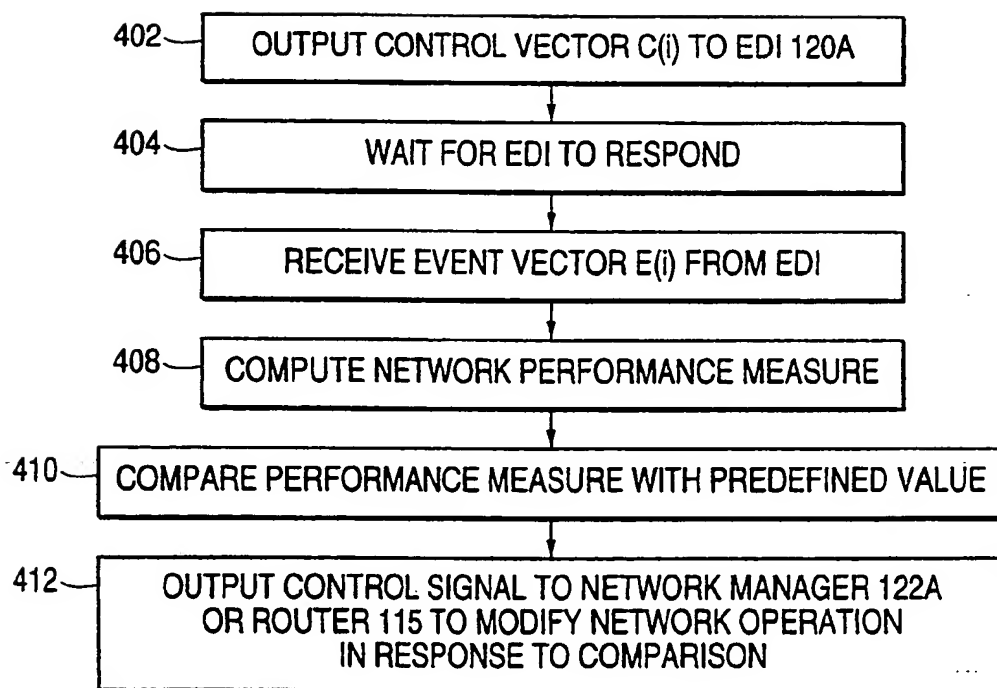 402 OUTPUT CONTROL VECTOR C(i) TO EDI 120A
404 WAIT FOR EDI TO RESPOND
406 RECEIVE EVENT VECTOR E(i) FROM EDI
408 COMPUTE NETWORK PERFORMANCE MEASURE
410 COMPARE PERFORMANCE MEASURE WITH PREDEFINED VALUE
412 OUTPUT CONTROL SIGNAL TO NETWORK MANAGER 122A
OR ROUTER 115 TO MODIFY NETWORK OPERATION
IN RESPONSE TO COMPARISON